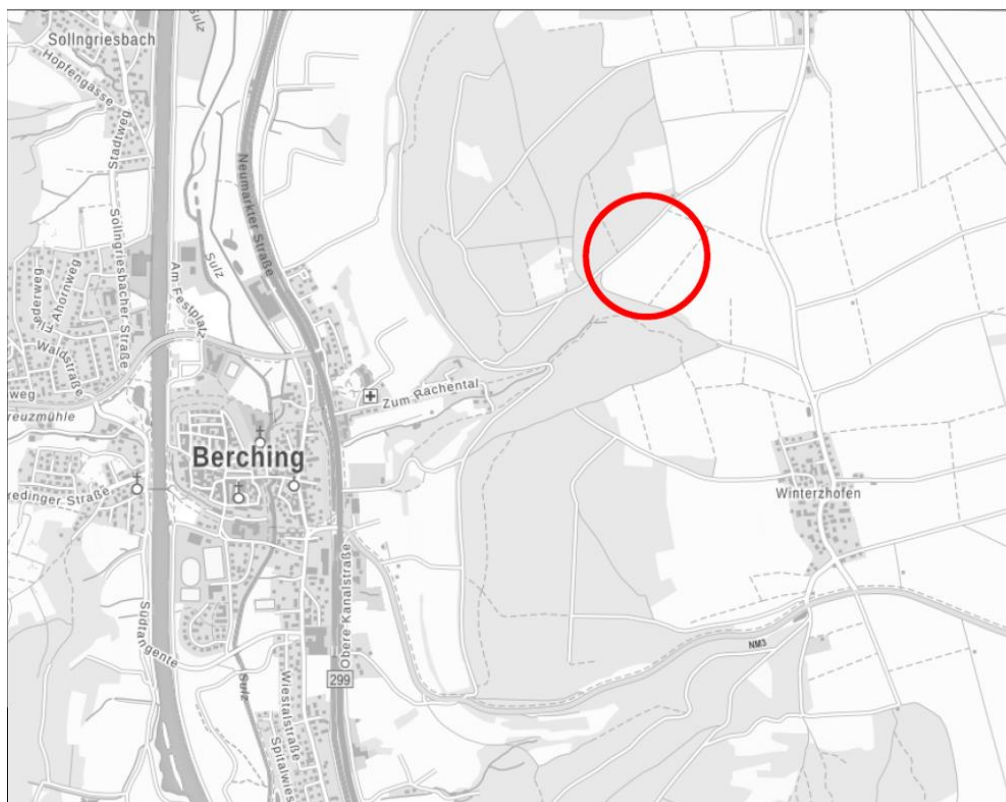 Sollngriesbach
Sulz
Hopfengasse
Stadtweg
Neumarkter Straße
Sollngriesbacher Straße
Sulz
Am Festplatz
Ahornweg
Waldstraße
weg
reuzmühle
Zum Rachental
Berching
redinger Straße
Winterzhofen
Obere Kanalstraße
Südtangente
NM3
299
Sulz
Wiestalstraße
Spitalwies